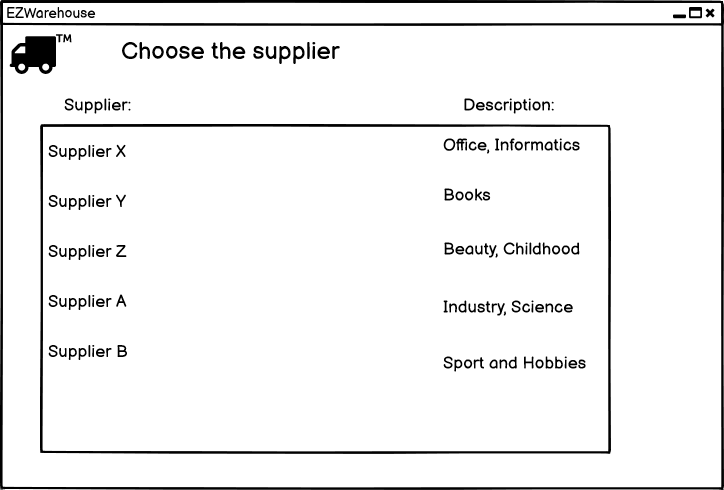 EZWarehouse
TM
Choose the supplier
Supplier: Description:
Supplier X Office, Informatics
Supplier Y Books
Supplier Z Beauty, Childhood
Supplier A Industry, Science
Supplier B Sport and Hobbies